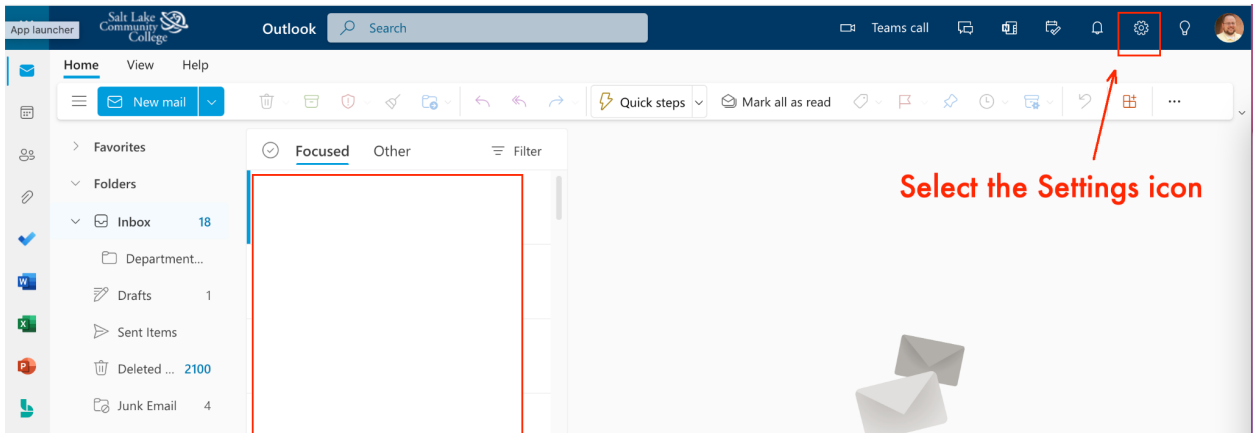 App launcher
Salt Lake
Community
College
Outlook
Search
Teams call
Home View Help
New mail
Quick steps
Mark all as read
Favorites
Focused Other
Filter
Folders
Select the Settings icon
Inbox 18
Department...
Drafts 1
Sent Items
Deleted ... 2100
Junk Email 4
W
X
P